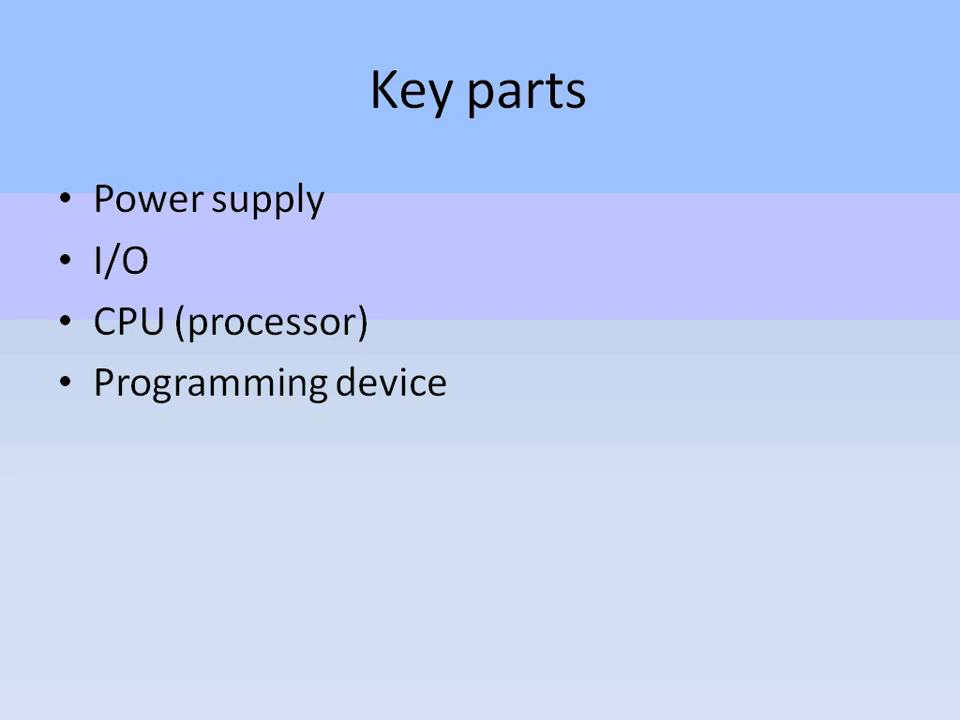 Key parts
• Power supply
• I/O
• CPU (processor)
• Programming device